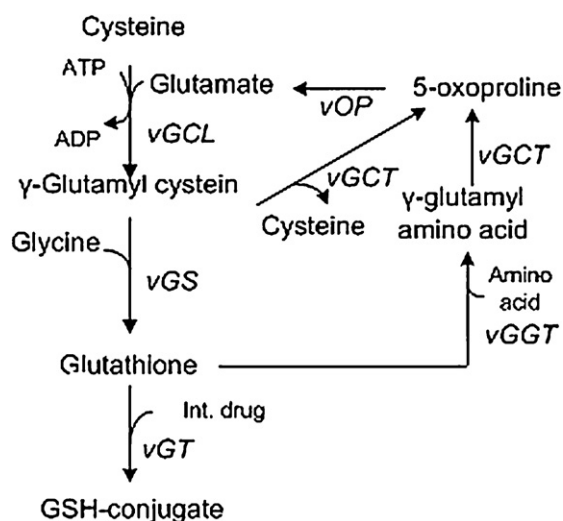 Cysteine
ATP
Glutamate
5-oxoproline
vOP
ADP
vGCL
vGCT
γ-Glutamyl cystein
vGCT
γ-glutamyl
amino acid
Cysteine
Glycine
vGS
Amino
acid
vGGT
Glutathione
Int. drug
vGT
GSH-conjugate